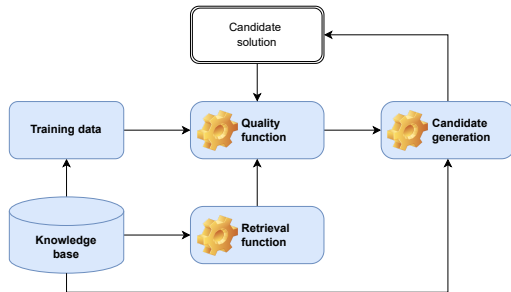 Candidate
solution
Training data
Quality
function
Candidate
generation
Knowledge
base
Retrieval
function